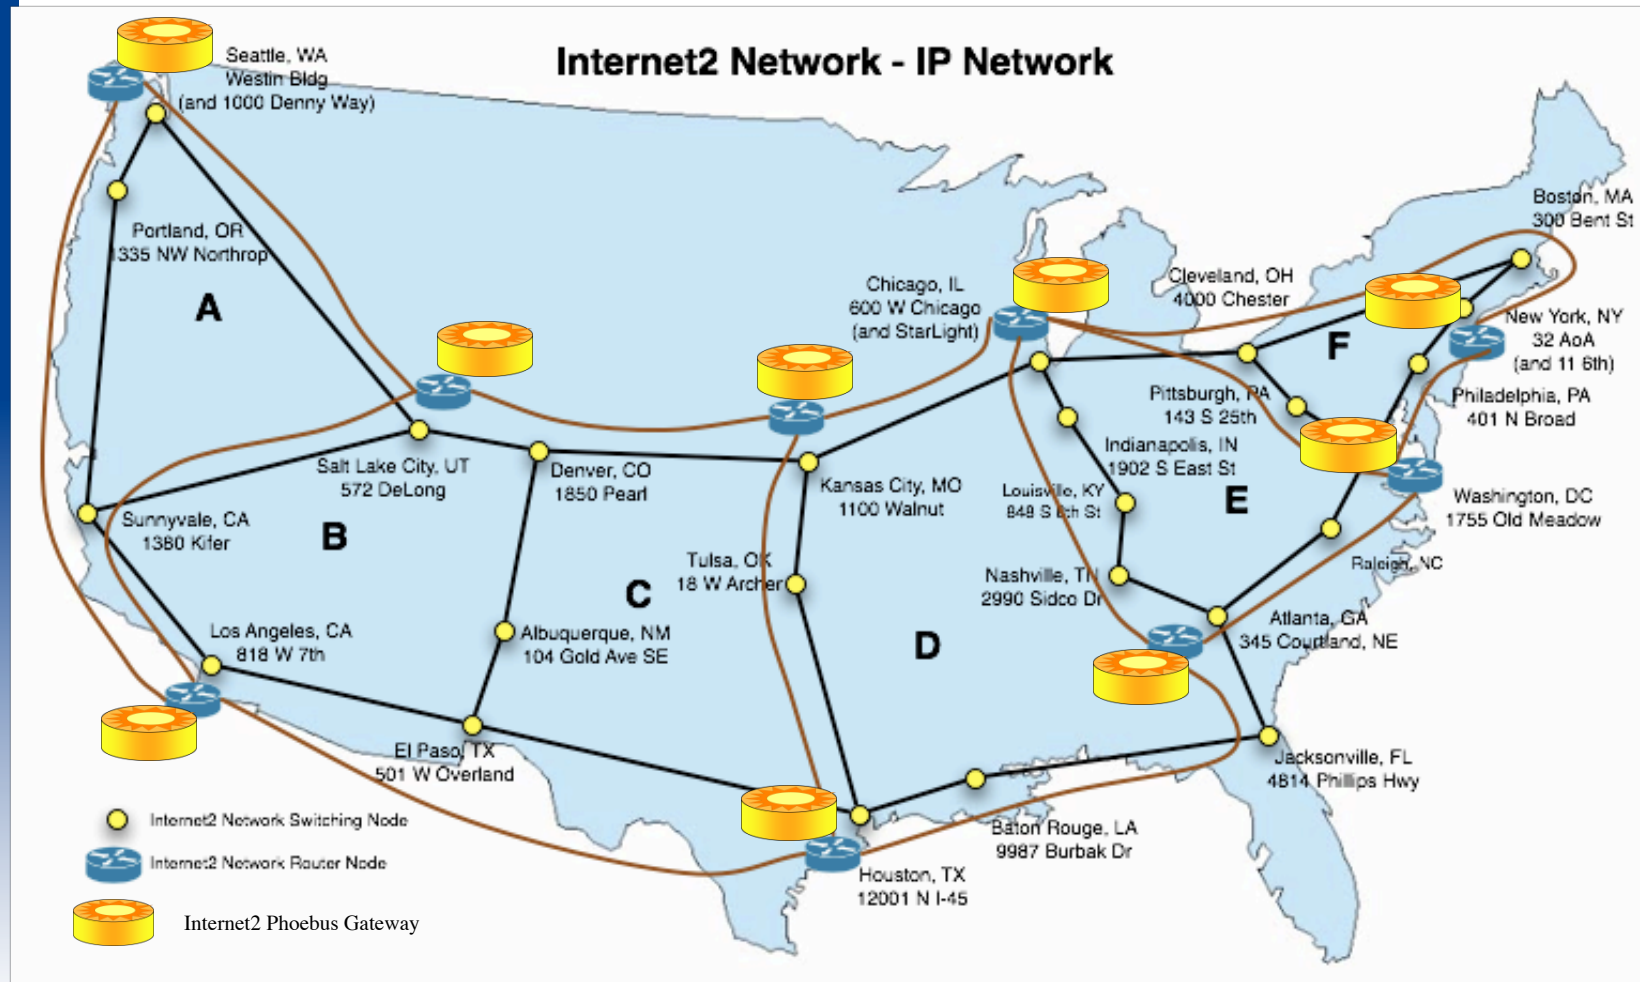 Internet2 Network - IP Network
Seattle, WA
Westin Bldg
(and 1000 Denny Way)
Portland, OR
1335 NW Northrop
A
Boston, MA
300 Bent St
Cleveland, OH
4000 Chester
Chicago, IL
600 W Chicago
(and StarLight)
New York, NY
32 AoA
(and 11 6th)
F
Pittsburgh, PA
143 S 25th
Philadelphia, PA
401 N Broad
Indianapolis, IN
1902 S East St
Salt Lake City, UT
572 DeLong
Denver, CO
1850 Pearl
Kansas City, MO
1100 Walnut
Louisville, KY
848 S 8th St
E
Washington, DC
1755 Old Meadow
Sunnyvale, CA
1380 Kifer
B
Raleigh, NC
Tulsa, OK
18 W Archer
Nashville, TN
2990 Sidco Dr
C
Atlanta, GA
345 Courtland, NE
Los Angeles, CA
818 W 7th
Albuquerque, NM
104 Gold Ave SE
D
El Paso, TX
501 W Overland
Jacksonville, FL
4814 Phillips Hwy
Baton Rouge, LA
9987 Burbak Dr
Houston, TX
12001 N I-45
Internet2 Network Switching Node
Internet2 Network Router Node
Internet2 Phoebus Gateway